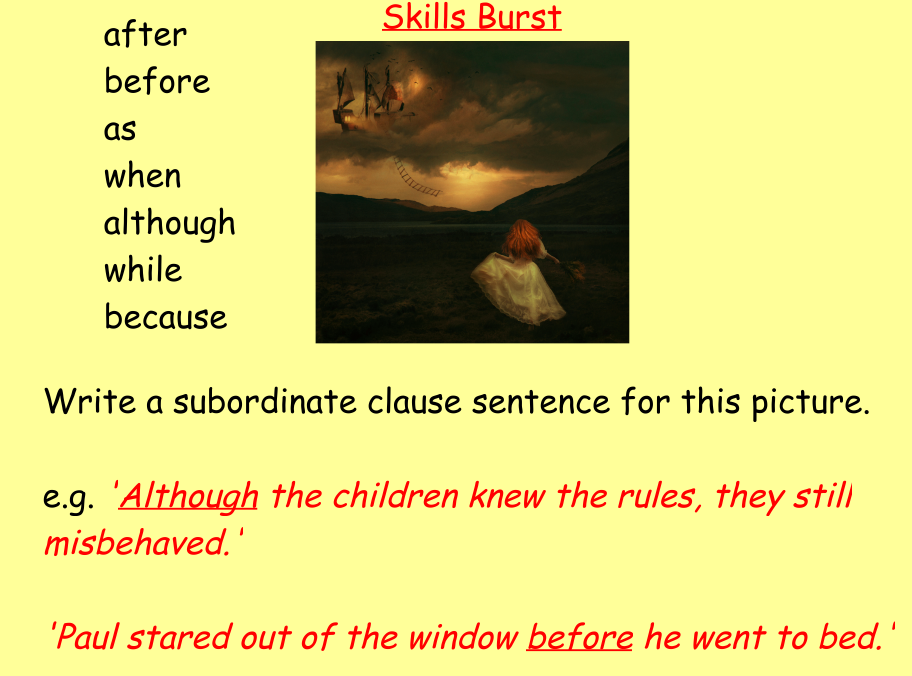 Skills Burst
after
before
as
when
although
while
because
Write a subordinate clause sentence for this picture.
e.g. 'Although the children knew the rules, they still
misbehaved.'
'Paul stared out of the window before he went to bed.'